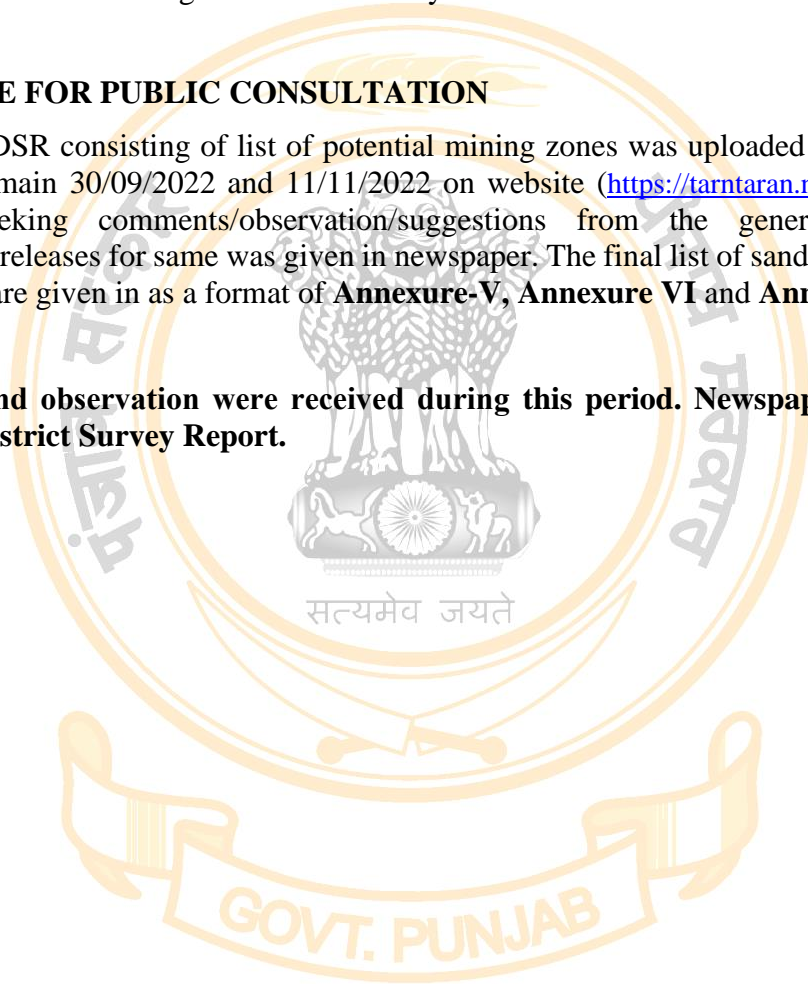 E FOR PUBLIC CONSULTATION
DSR consisting of list of potential mining zones was uploaded
main 30/09/2022 and 11/11/2022 on website (https://tarntaran.
eking comments/observation/suggestions from the gener
releases for same was given in newspaper. The final list of sand
are given in as a format of Annexure-V, Annexure VI and Ann
nd observation were received during this period. Newspap
strict Survey Report.
पंजाब सरकार
सत्यमेव जयते
GOVT. PUNJAB